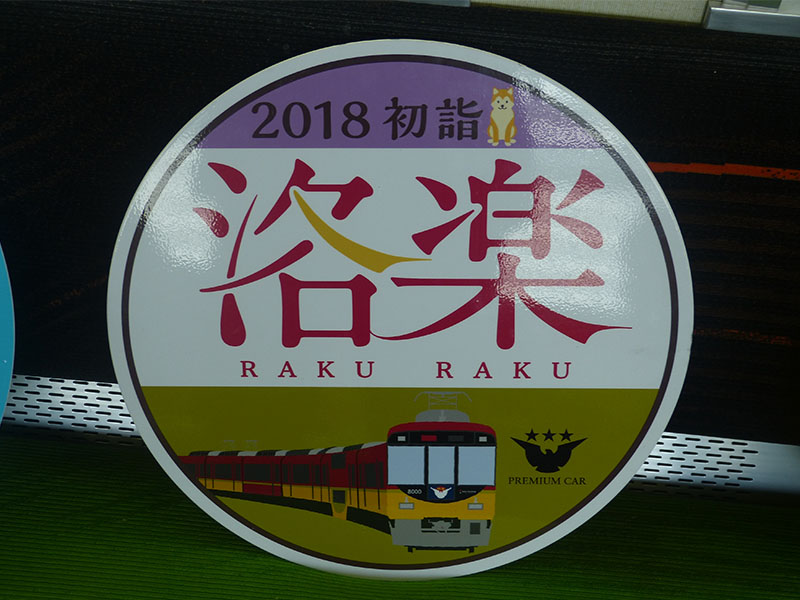 2018 初詣
洛楽
RAKU RAKU
8000
PREMIUM CAR